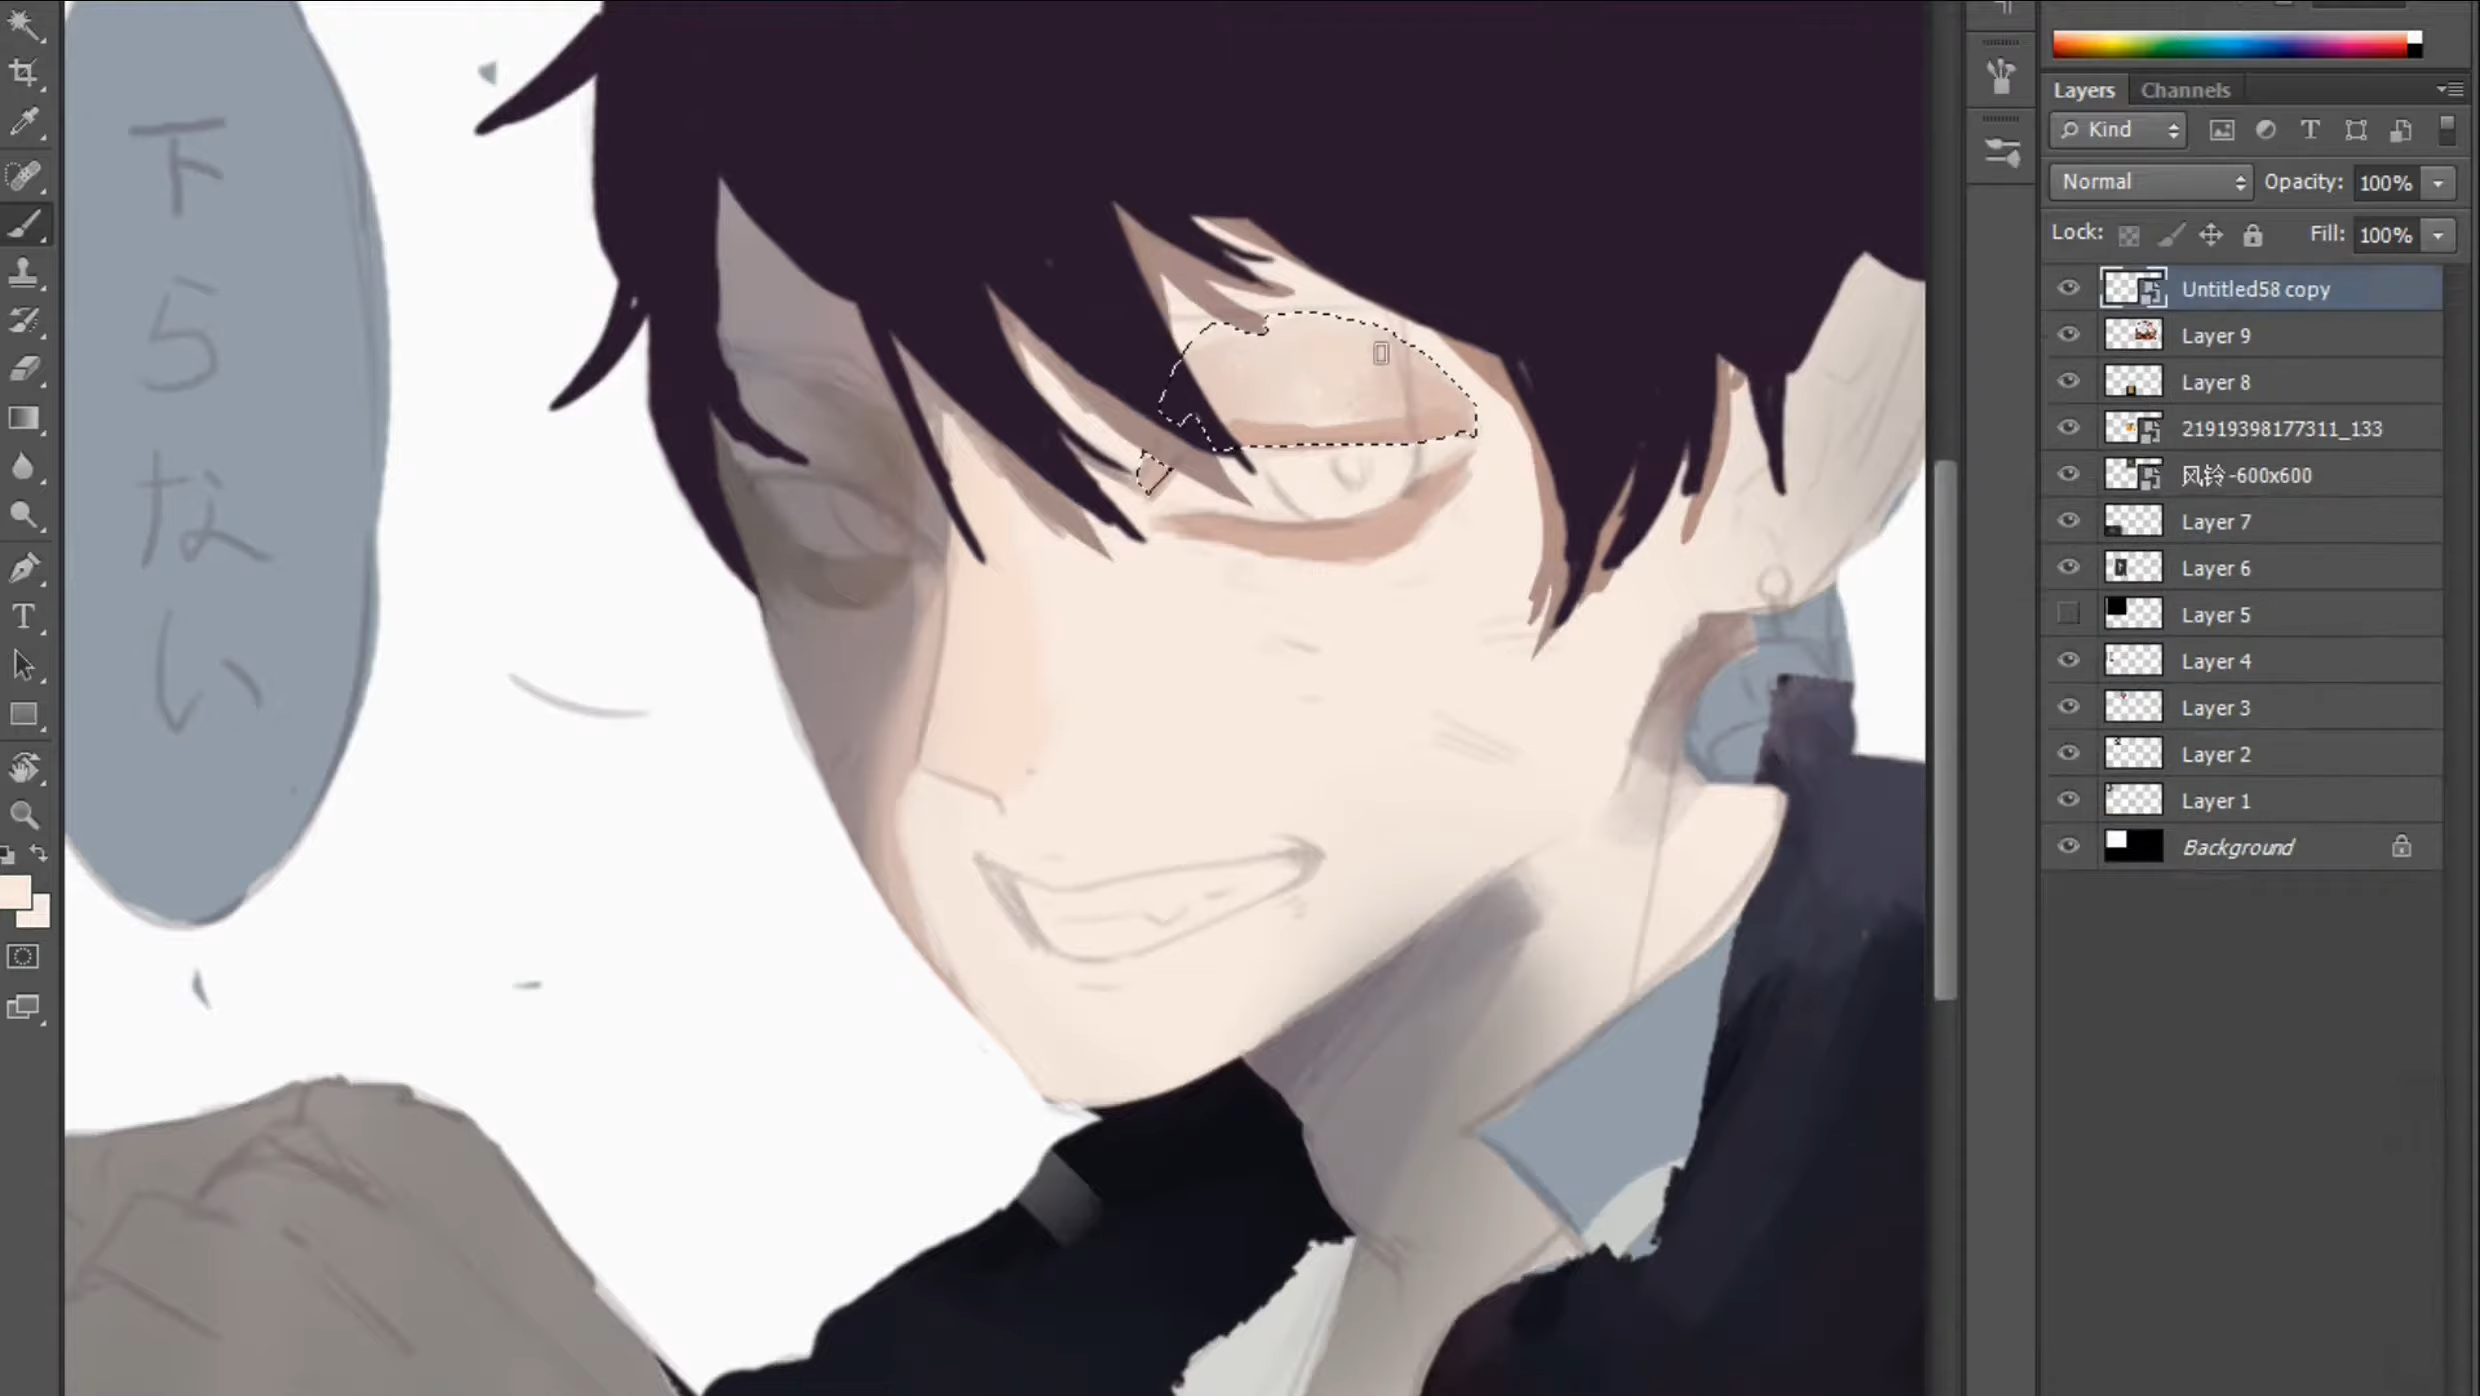 下らない
Layers
Channels
Kind
Normal
Opacity: 100%
Lock:
Fill: 100%
Untitled58 copy
Layer 9
Layer 8
21919398177311_133
风铃-600x600
Layer 7
Layer 6
Layer 5
Layer 4
Layer 3
Layer 2
Layer 1
Background